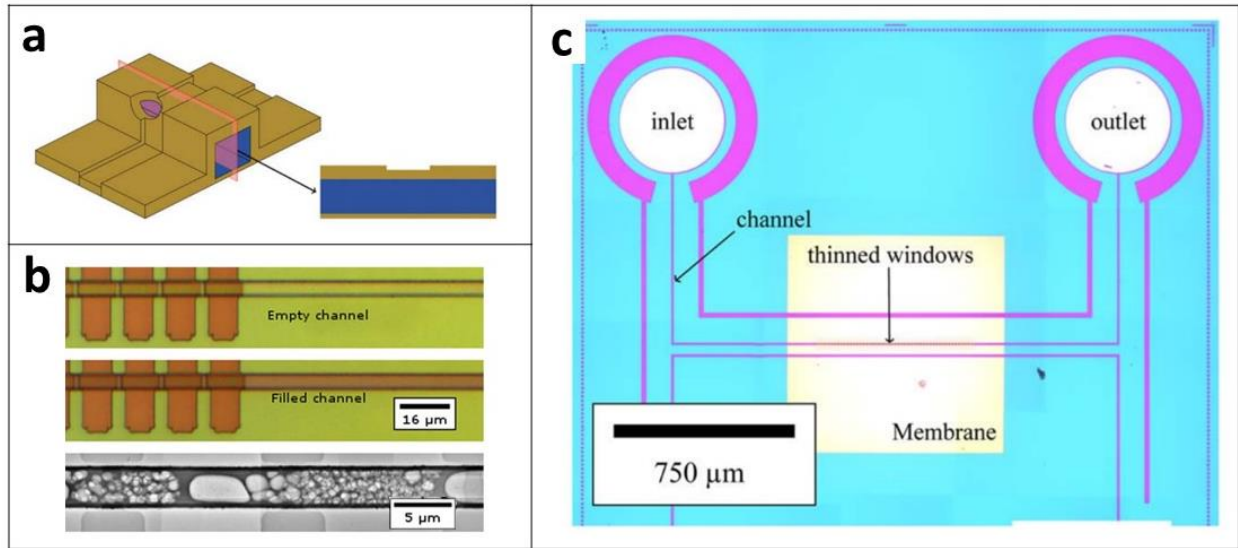 a
b
Empty channel
Filled channel
16 µm
5 µm
c
inlet
outlet
channel
thinned windows
Membrane
750 µm